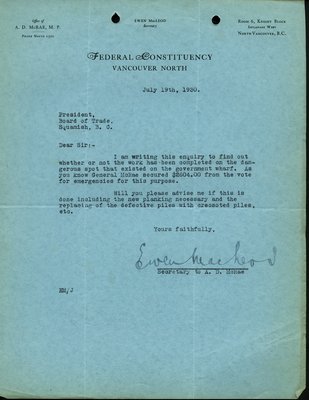 Office of
A. D. McRAE, M. P.
EWEN MacLEOD
Secretary
Room 6, Knight Block
Lonsdale West
North Vancouver, B.C.
FEDERAL CONSTITUENCY
VANCOUVER NORTH
July 19th, 1930.
President,
Board of Trade,
Squamish, B. C.
Dear Sir:-
I am writing this enquiry to find out
whether or not the work has been completed on the dan-
gerous spot that existed on the government wharf. As
you know General McRae secured $2604.00 from the vote
for emergencies for this purpose.
Will you please advise me if this is
done including the new planking necessary and the
replacing of the defective piles with creosoted piles,
etc.
Yours faithfully,
Ewen MacLeod
Secretary to A. D. McRae
EM/J